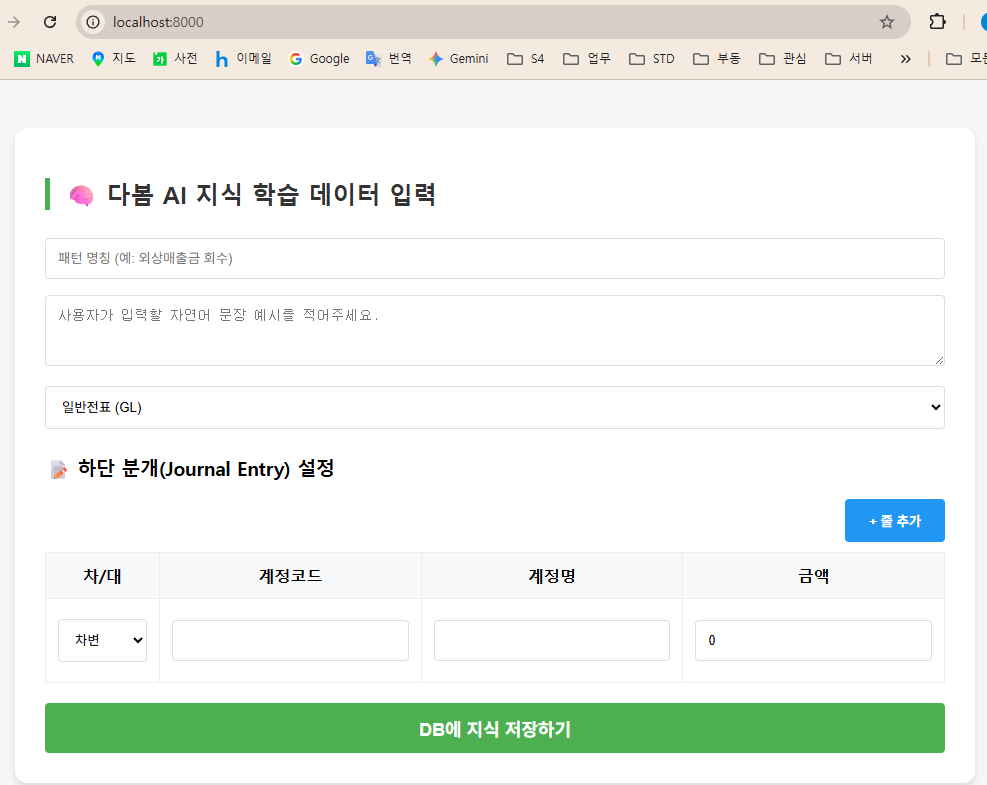 localhost:8000
NAVER 지도 사전 이메일 Google 번역 Gemini S4 업무 STD 부동 관심 서버 »
다봄 AI 지식 학습 데이터 입력
패턴 명칭 (예: 외상매출금 회수)
사용자가 입력할 자연어 문장 예시를 적어주세요.
일반전표 (GL)
하단 분개(Journal Entry) 설정
+ 줄 추가
차/대 계정코드 계정명 금액
차변 0
DB에 지식 저장하기